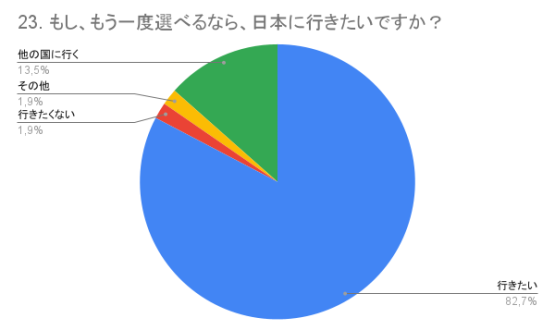 23. もし、もう一度選べるなら、日本に行きたいですか？
他の国に行く
13,5%
その他
1,9%
行きたくない
1,9%
行きたい
82,7%